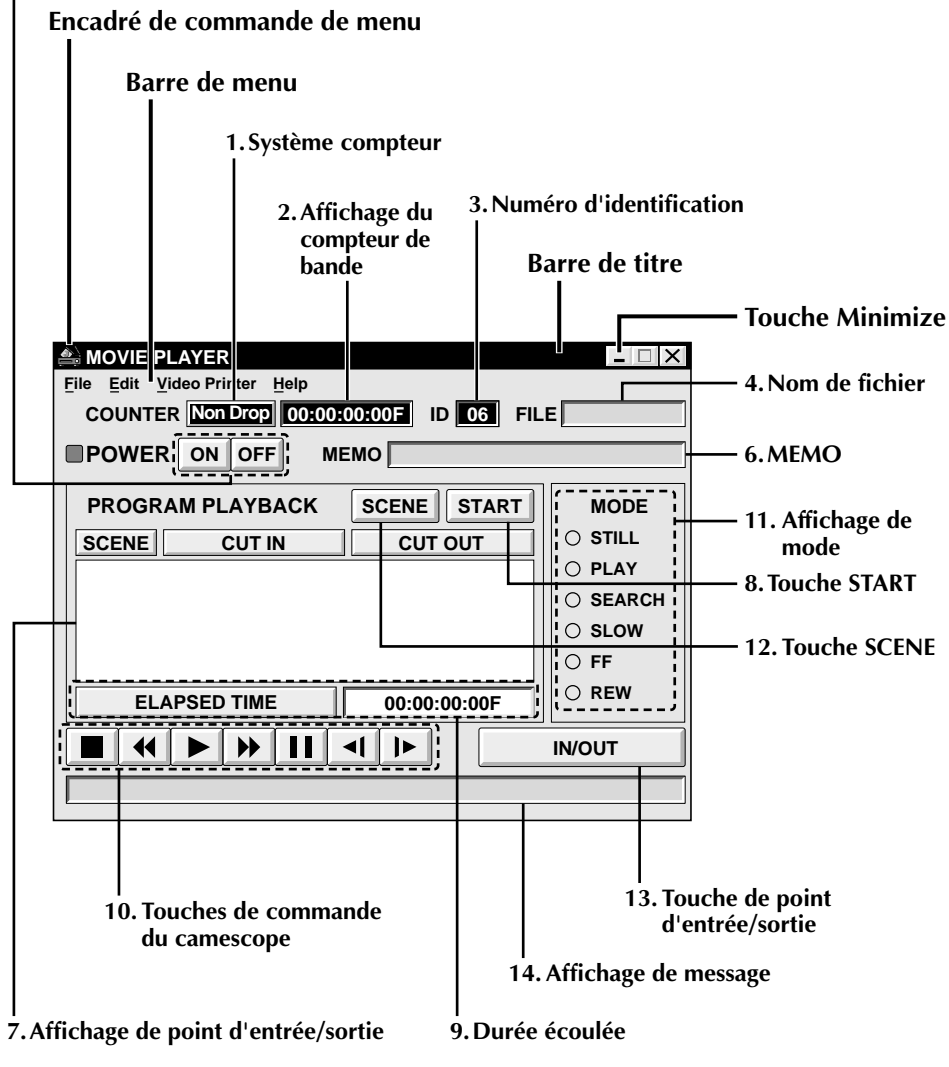 Encadré de commande de menu
Barre de menu
1. Système compteur
2. Affichage du
compteur de
bande
3. Numéro d'identification
Barre de titre
Touche Minimize
MOVIE PLAYER
File Edit Video Printer Help
4. Nom de fichier
COUNTER Non Drop 00:00:00:00F ID 06 FILE
POWER ON OFF MEMO
6. MEMO
PROGRAM PLAYBACK SCENE START
MODE
11. Affichage de
mode
SCENE CUT IN CUT OUT
STILL
PLAY
8. Touche START
SEARCH
SLOW
12. Touche SCENE
FF
REW
ELAPSED TIME 00:00:00:00F
IN/OUT
10. Touches de commande
du camescope
13. Touche de point
d'entrée/sortie
14. Affichage de message
7. Affichage de point d'entrée/sortie
9. Durée écoulée